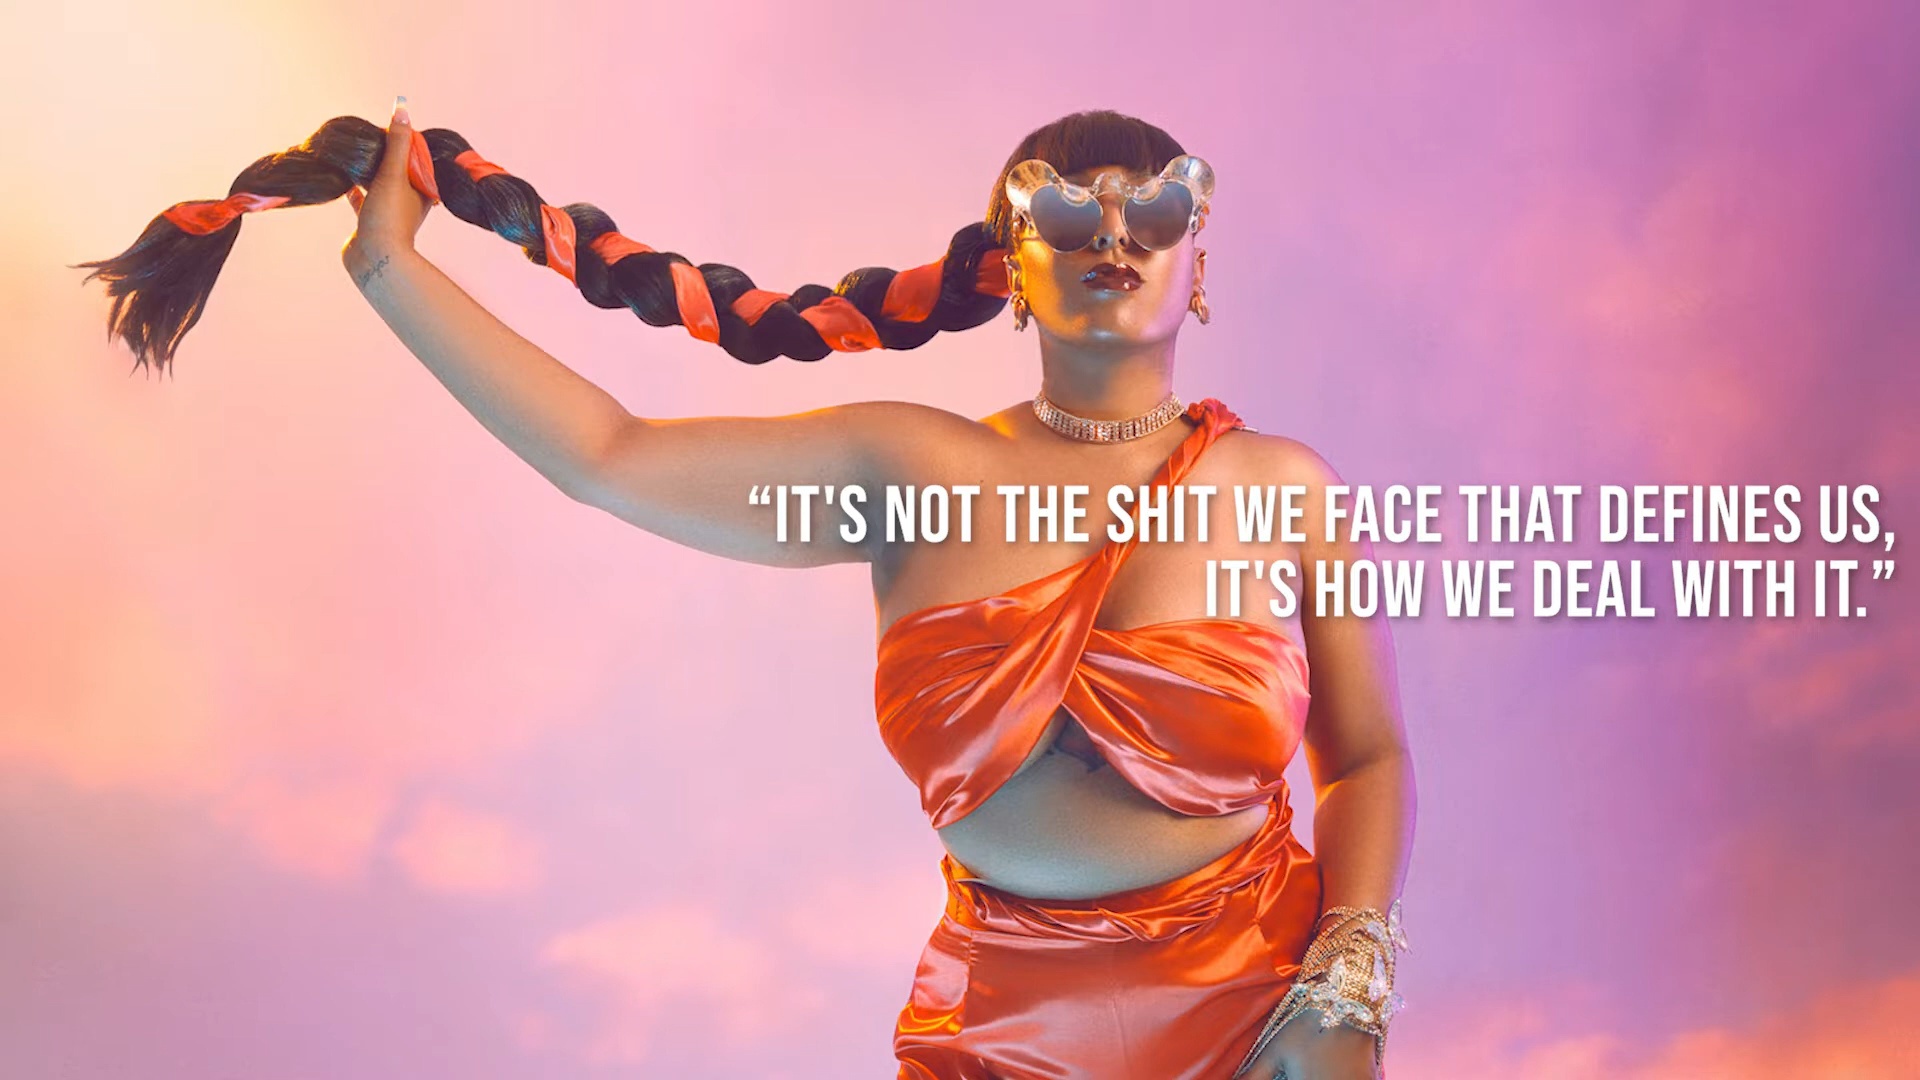 “IT'S NOT THE SHIT WE FACE THAT DEFINES US,
IT'S HOW WE DEAL WITH IT.”